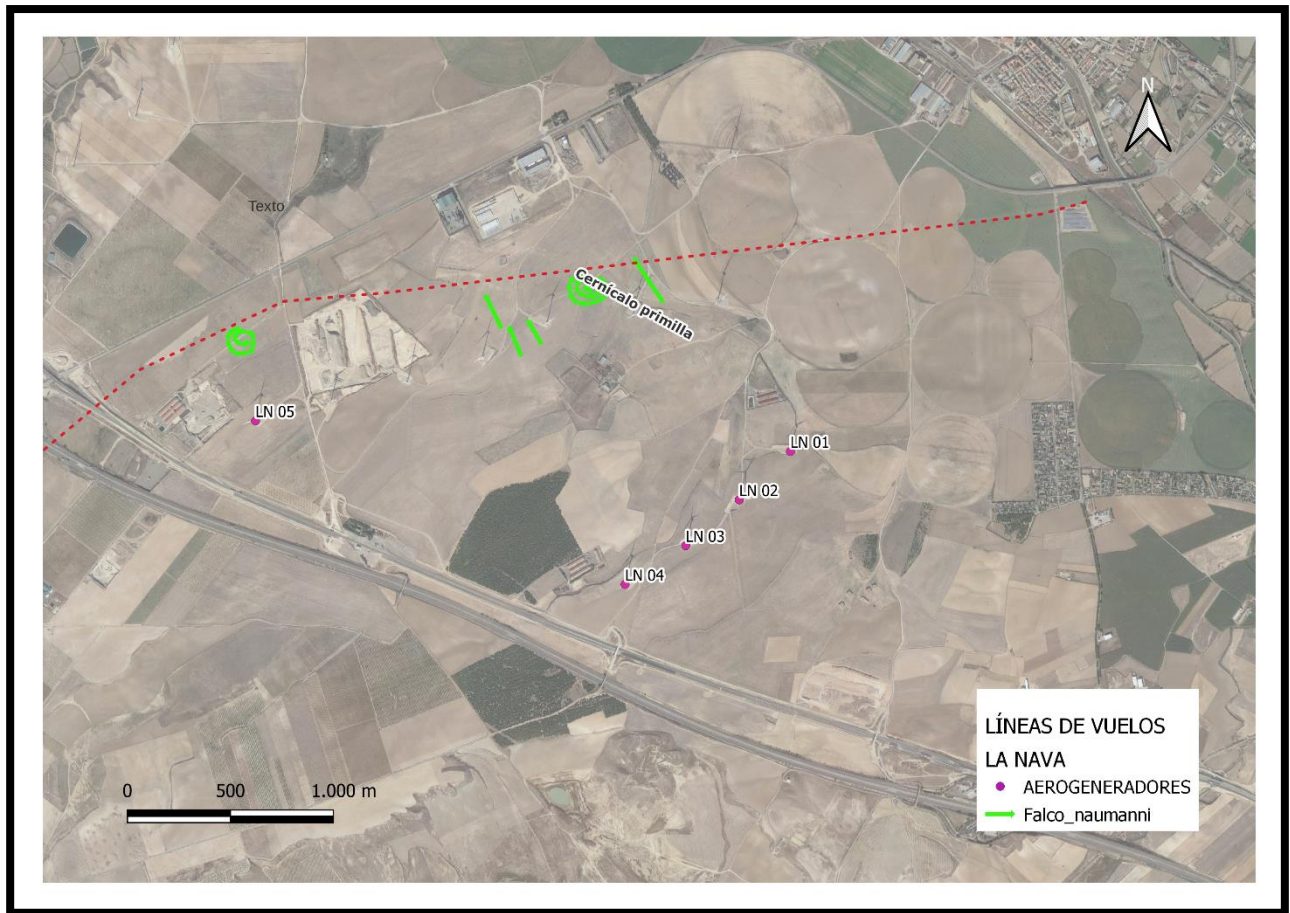 N
Texto
Cernícalo primilla
LN 05
LN 01
LN 02
LN 03
LN 04
LÍNEAS DE VUELOS
LA NAVA
AEROGENERADORES
Falco_naumanni
0 500 1.000 m